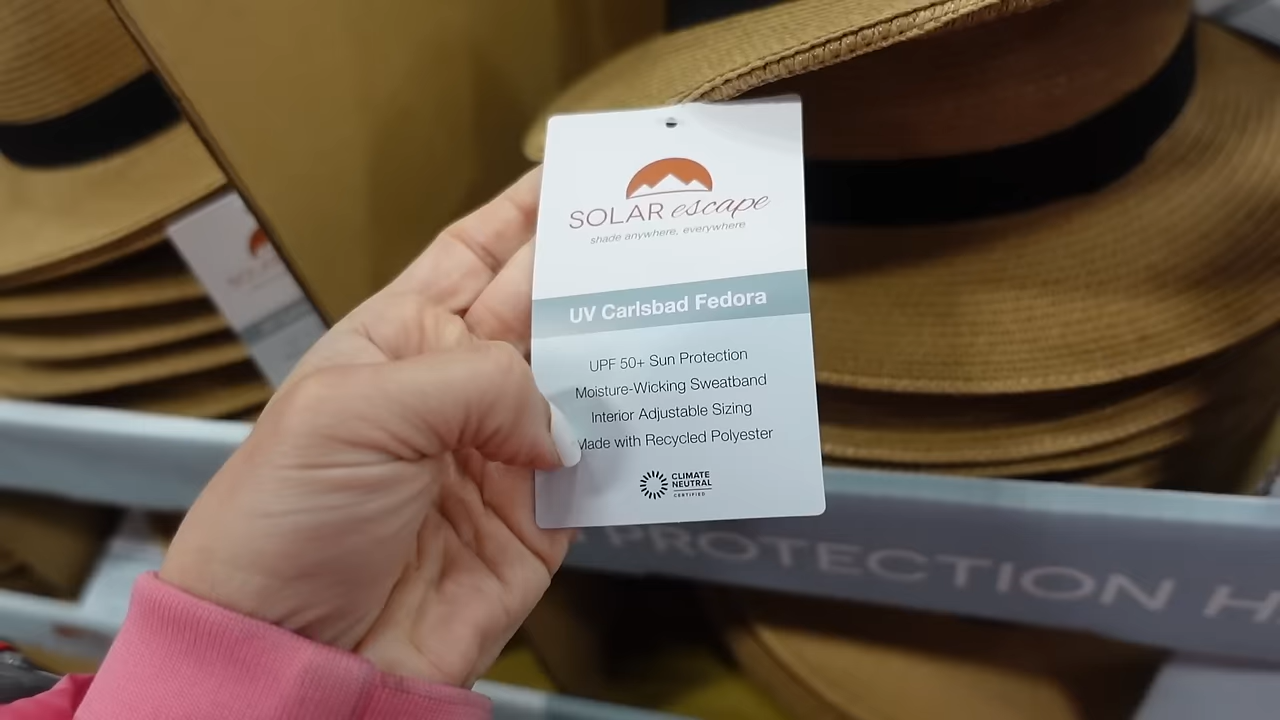 SOLAR escape
shade anywhere, everywhere
UV Carlsbad Fedora
UPF 50+ Sun Protection
Moisture-Wicking Sweatband
Interior Adjustable Sizing
Made with Recycled Polyester
CLIMATE
NEUTRAL
CERTIFIED
PROTECTION